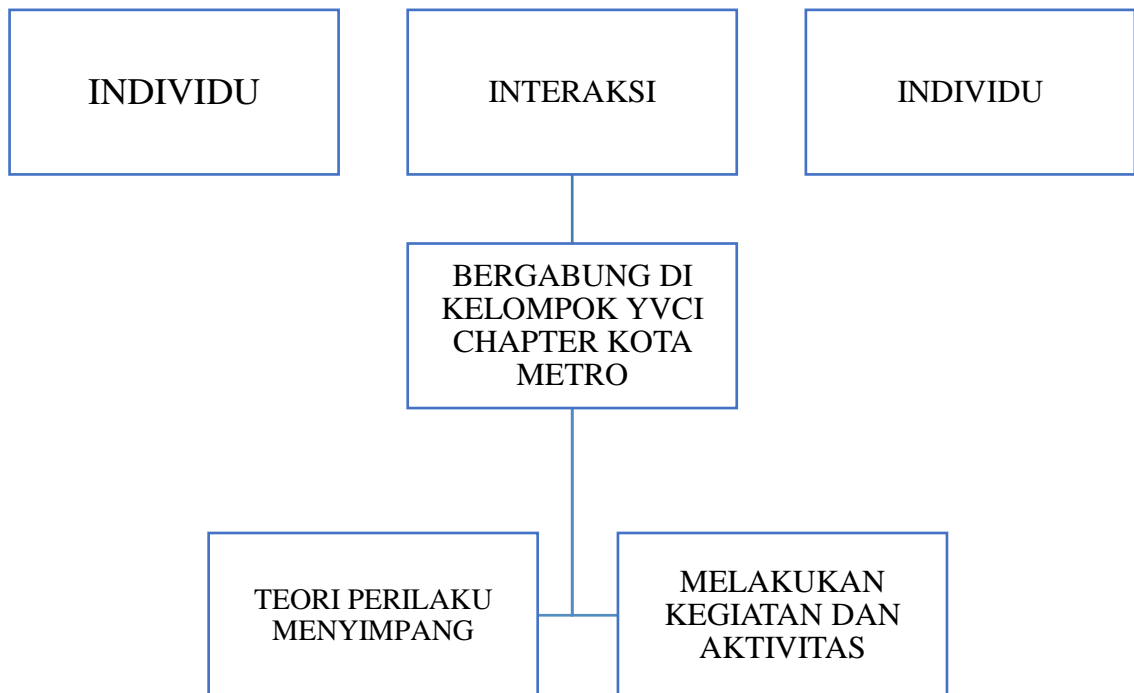 INDIVIDU
INTERAKSI
INDIVIDU
BERGABUNG DI
KELOMPOK YVCI
CHAPTER KOTA
METRO
TEORI PERILAKU
MENYIMPANG
MELAKUKAN
KEGIATAN DAN
AKTIVITAS